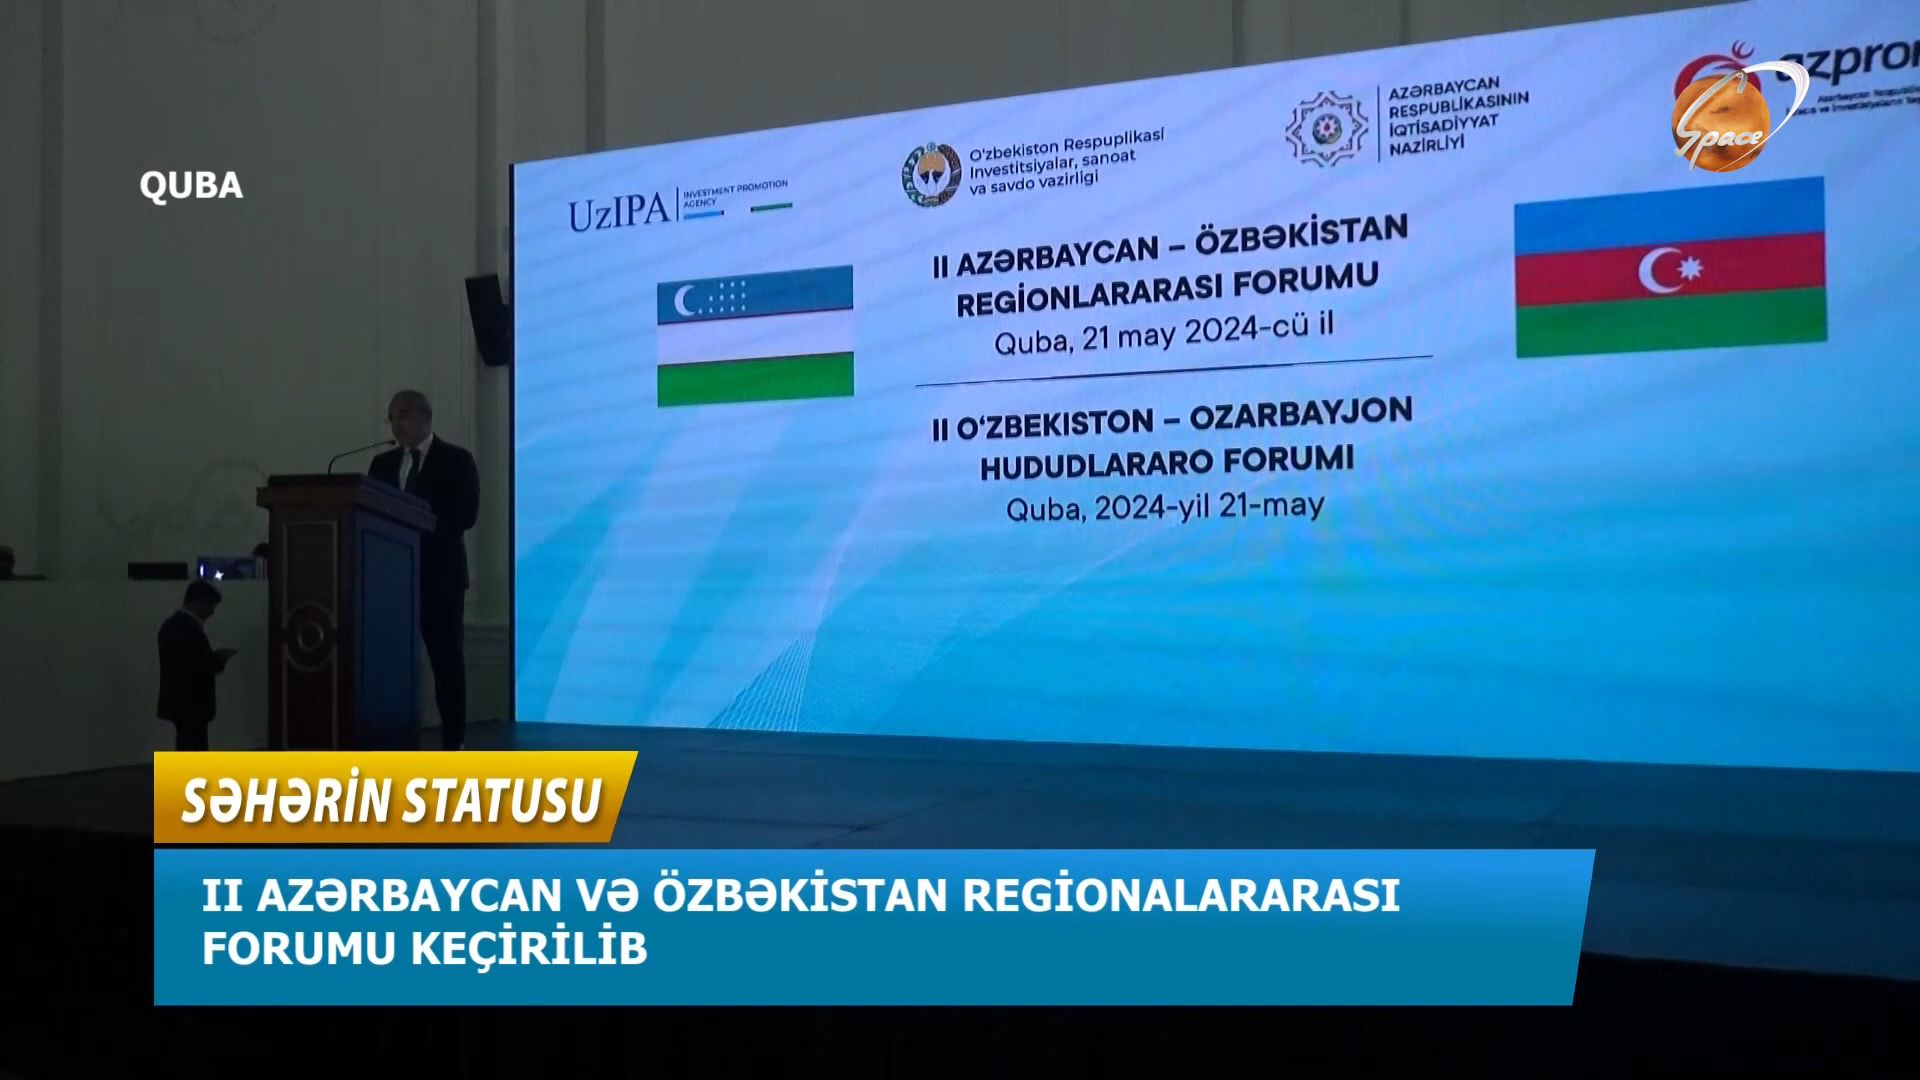 QUBA
UzIPA
INVESTMENT PROMOTION
AGENCY
O'zbekiston Respuplikasi
Investitsiyalar, sanoat
va savdo vazirligi
AZƏRBAYCAN
RESPUBLİKASININ
İQTİSADİYYAT
NAZİRLİYİ
azpro
Space
II AZƏRBAYCAN – ÖZBƏKİSTAN
REGİONLARARASI FORUMU
Quba, 21 may 2024-cü il
II O‘ZBEKISTON – OZARBAYJON
HUDUDLARARO FORUMI
Quba, 2024-yil 21-may
SƏHƏRİN STATUSU
II AZƏRBAYCAN VƏ ÖZBƏKİSTAN REGİONALARARASI
FORUMU KEÇİRİLİB